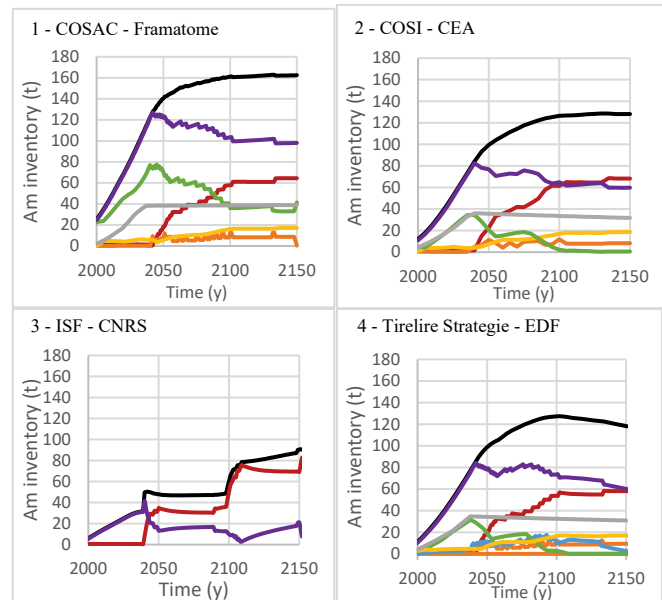 1 - COSAC - Framatome
Am inventory (t)
180
160
140
120
100
80
60
40
20
0
2000 2050 2100 2150
Time (y)
2 - COSI - CEA
Am inventory (t)
180
160
140
120
100
80
60
40
20
0
2000 2050 2100 2150
Time (y)
3 - ISF - CNRS
Am inventory (t)
180
160
140
120
100
80
60
40
20
0
2000 2050 2100 2150
Time (y)
4 - Tirelire Strategie - EDF
Am inventory (t)
180
160
140
120
100
80
60
40
20
0
2000 2050 2100 2150
Time (y)